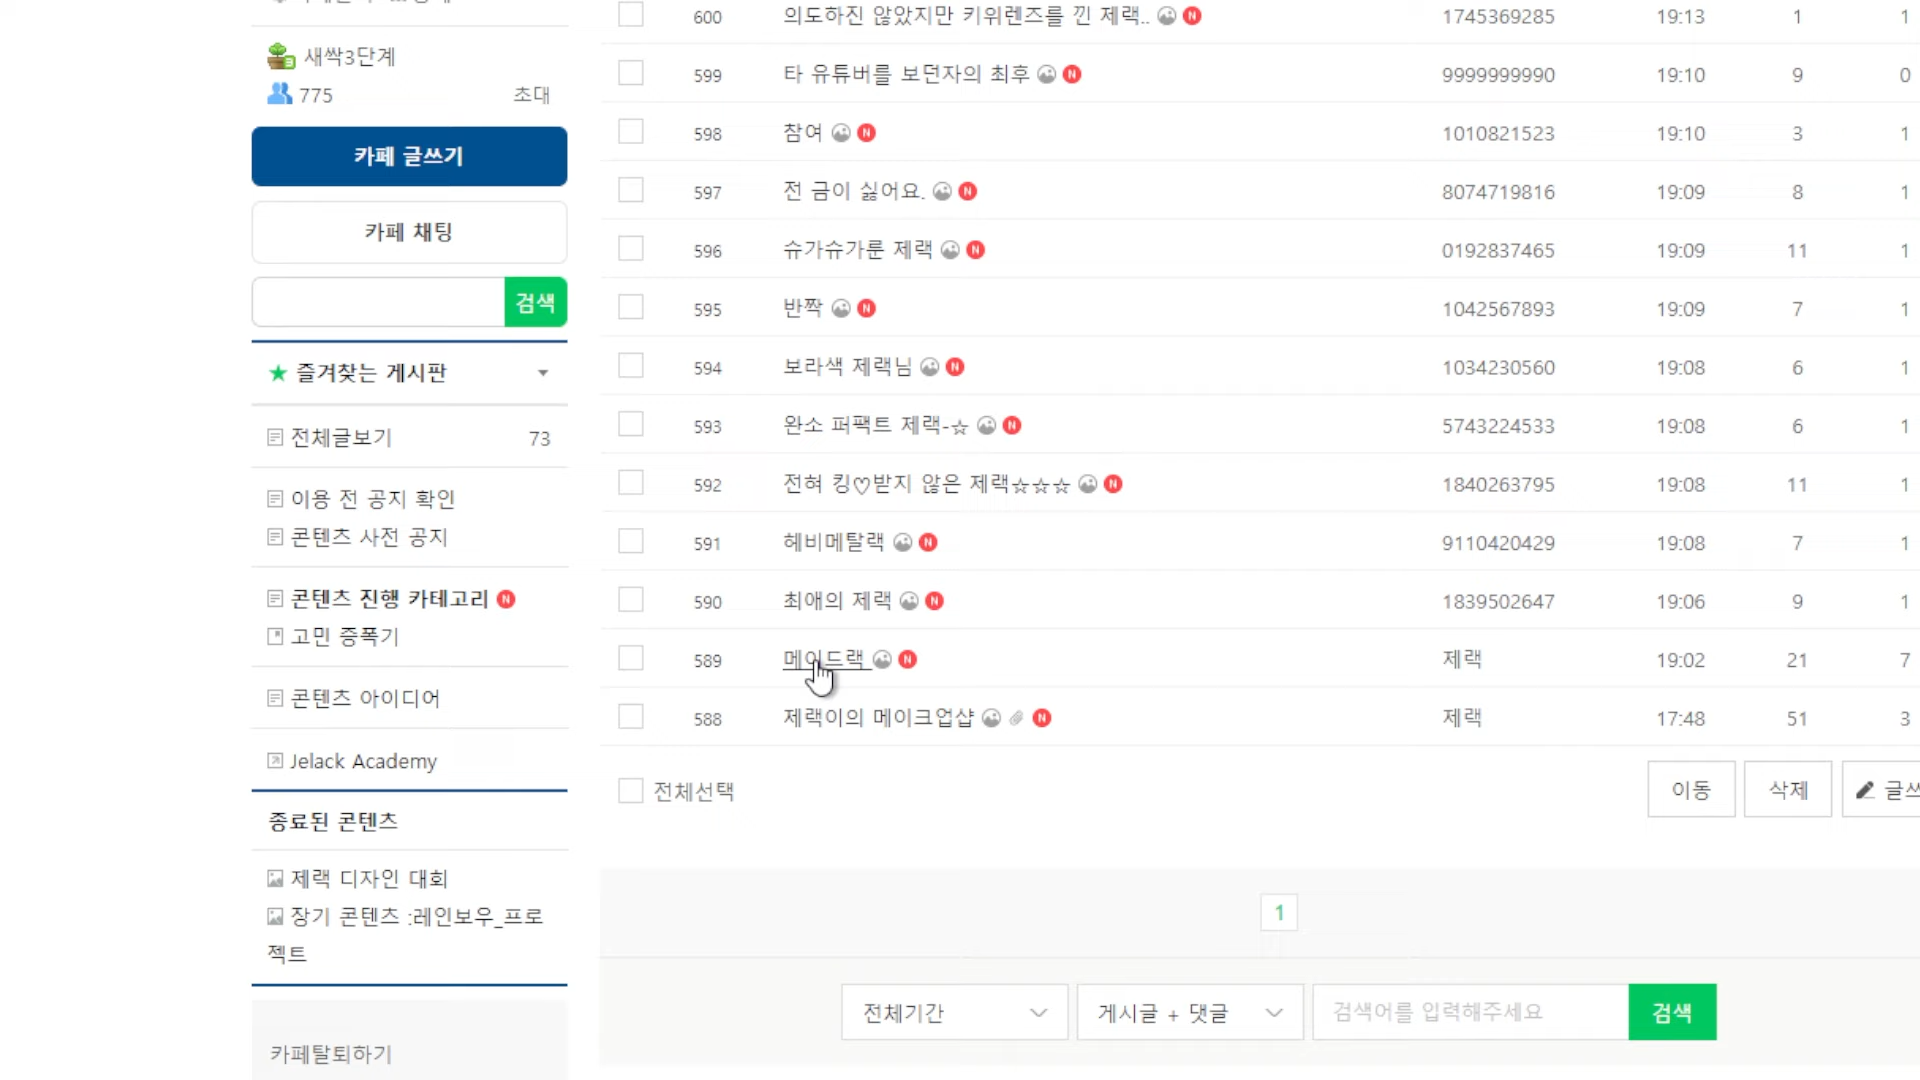 새싹3단계
775 초대
카페 글쓰기
카페 채팅
검색
즐겨찾는 게시판
전체글보기 73
이용 전 공지 확인
콘텐츠 사전 공지
콘텐츠 진행 카테고리 N
고민 증폭기
콘텐츠 아이디어
Jelack Academy
종료된 콘텐츠
제랙 디자인 대회
장기 콘텐츠 :레인보우_프로
젝트
카페탈퇴하기
600 의도하진 않았지만 키위렌즈를 낀 제랙.. N 1745369285 19:13 1 1
599 타 유튜버를 보던자의 최후 N 9999999990 19:10 9 0
598 참여 N 1010821523 19:10 3 1
597 전 금이 싫어요. N 8074719816 19:09 8 1
596 슈가슈가룬 제랙 N 0192837465 19:09 11 1
595 반짝 N 1042567893 19:09 7 1
594 보라색 제랙님 N 1034230560 19:08 6 1
593 완소 퍼팩트 제랙-☆ N 5743224533 19:08 6 1
592 전혀 킹♡받지 않은 제랙☆☆☆ N 1840263795 19:08 11 1
591 헤비메탈랙 N 9110420429 19:08 7 1
590 최애의 제랙 N 1839502647 19:06 9 1
589 메이드랙 N 제랙 19:02 21 7
588 제랙이의 메이크업샵 N 제랙 17:48 51 3
전체선택 이동 삭제 글쓰
1
전체기간 게시글 + 댓글 검색어를 입력해주세요 검색